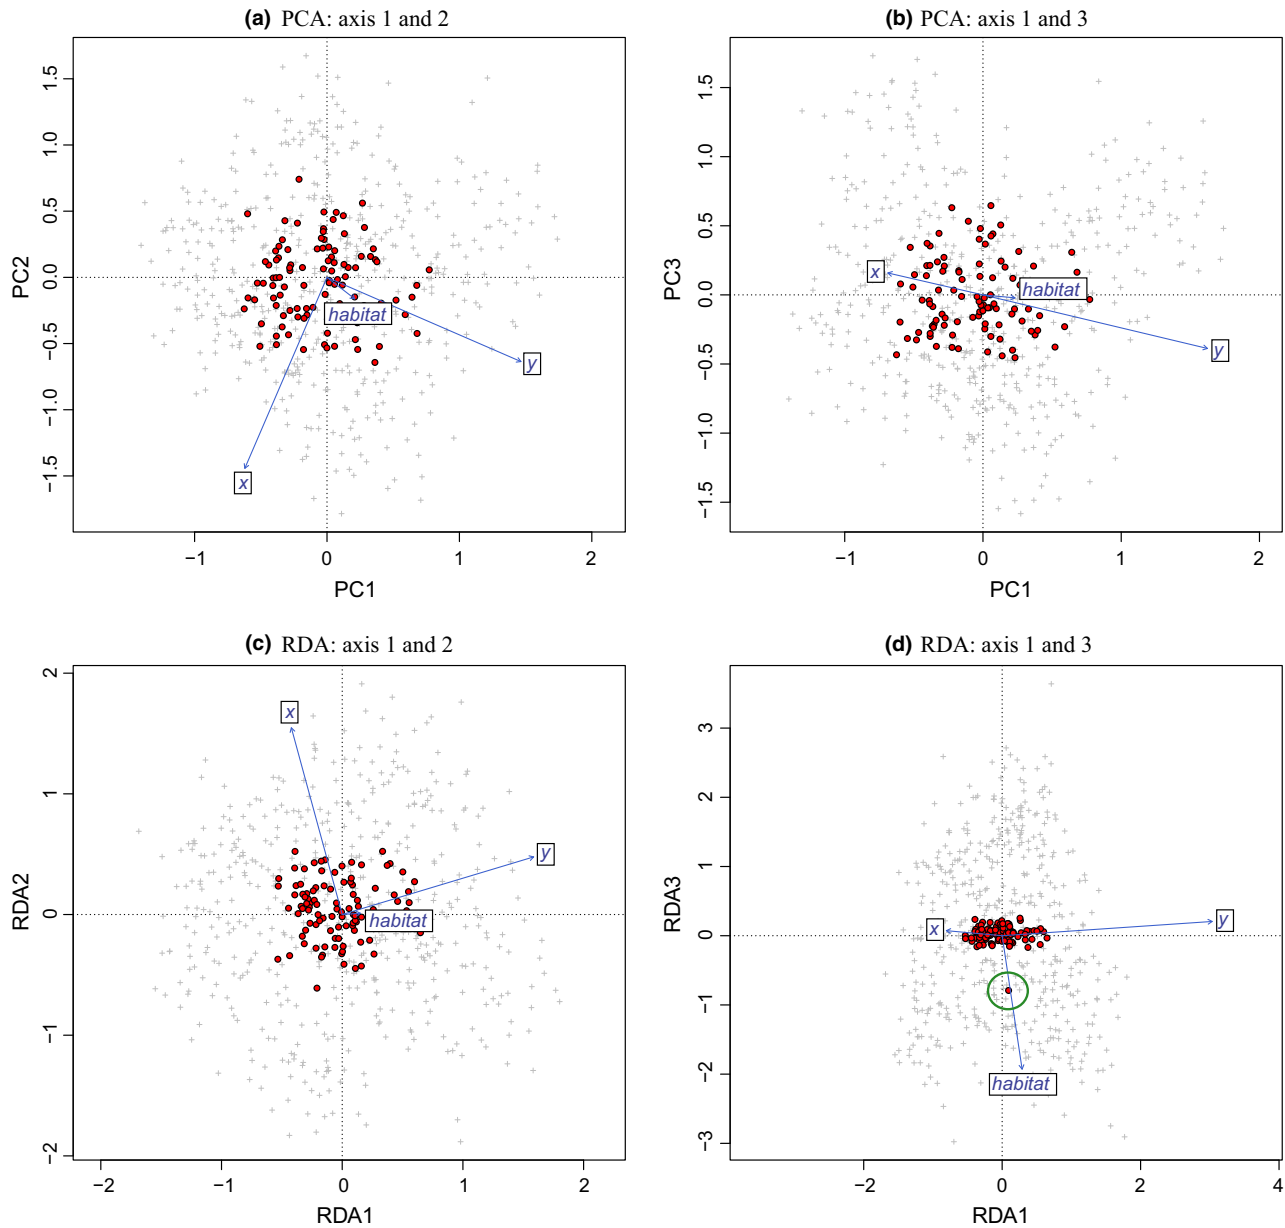 (a) PCA: axis 1 and 2
1.5
1.0
0.5
0.0
−0.5
−1.0
−1.5
PC2
habitat
y
x
−1 0 1 2
PC1
(b) PCA: axis 1 and 3
1.5
1.0
0.5
0.0
−0.5
−1.0
−1.5
PC3
x
habitat
y
−1 0 1 2
PC1
(c) RDA: axis 1 and 2
2
1
0
−1
−2
RDA2
x
y
habitat
−2 −1 0 1 2
RDA1
(d) RDA: axis 1 and 3
3
2
1
0
−1
−2
−3
RDA3
x
y
habitat
−2 0 2 4
RDA1